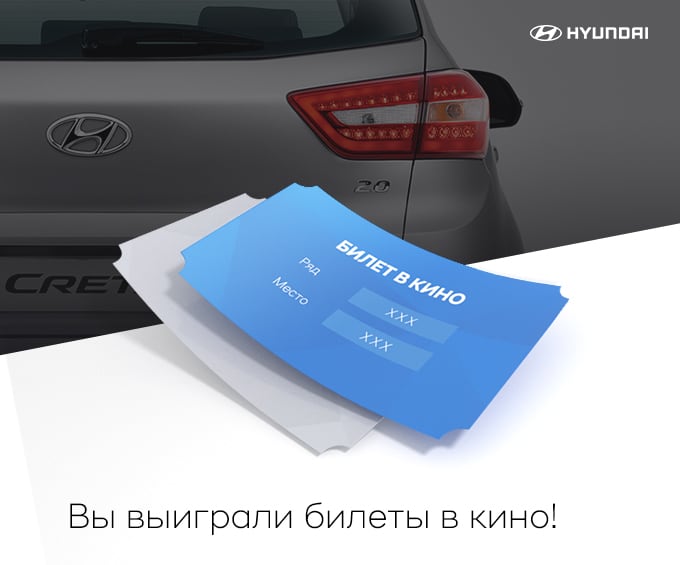 HYUNDAI
2.0
CRET
БИЛЕТ В КИНО
Ряд
XXX
Место
XXX
Вы выиграли билеты в кино!